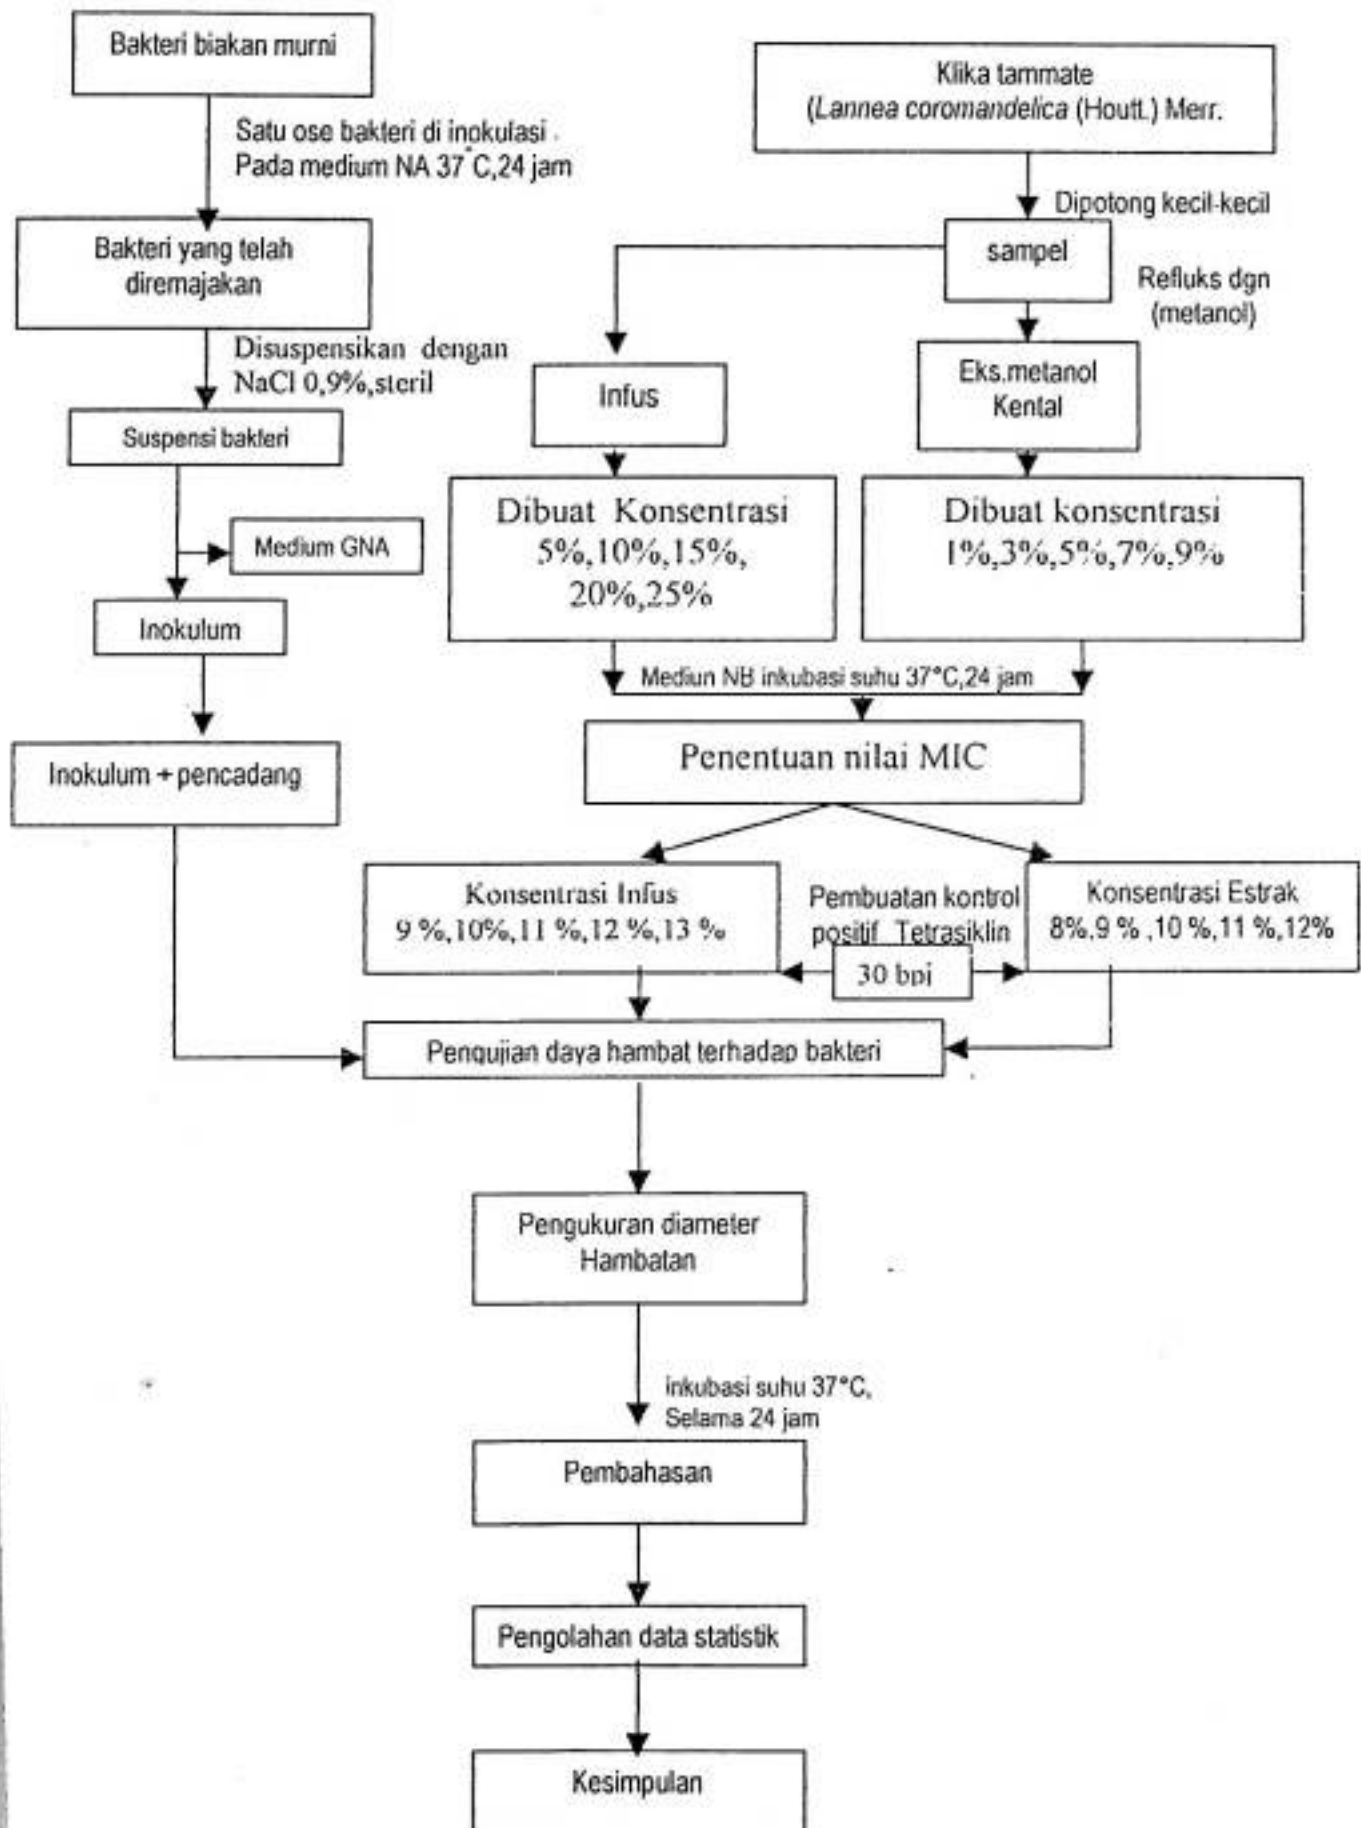 Bakteri biakan murni
Satu ose bakteri di inokulasi
Pada medium NA 37°C,24 jam
Bakteri yang telah
diremajakan
Disuspensikan dengan
NaCl 0,9%,steril
Suspensi bakteri
Medium GNA
Inokulum
Inokulum + pencadang
Klika tammate
(Lannea coromandelica (Houtt.) Merr.
Dipotong kecil-kecil
sampel
Refluks dgn
(metanol)
Infus
Eks.metanol
Kental
Dibuat Konsentrasi
5%,10%,15%,
20%,25%
Dibuat konsentrasi
1%,3%,5%,7%,9%
Mediun NB inkubasi suhu 37°C,24 jam
Penentuan nilai MIC
Konsentrasi Infus
9 %,10%,11 %,12 %,13 %
Pembuatan kontrol
positif Tetrasiklin
30 bpj
Konsentrasi Estrak
8%,9 % ,10 %,11 %,12%
Pengujian daya hambat terhadap bakteri
Pengukuran diameter
Hambatan
inkubasi suhu 37°C,
Selama 24 jam
Pembahasan
Pengolahan data statistik
Kesimpulan